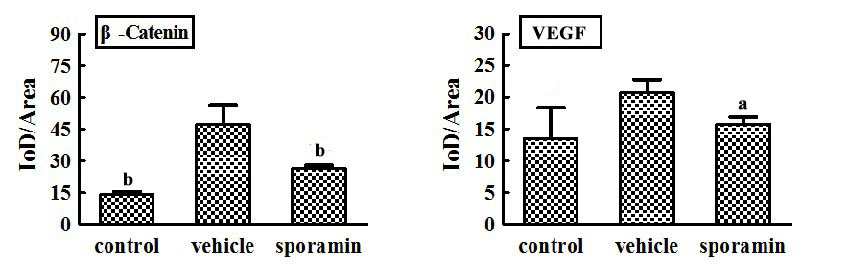 β -Catenin
IoD/Area
90
75
60
45
30
15
0
b
b
control vehicle sporamin
VEGF
IoD/Area
30
25
20
15
10
5
0
a
control vehicle sporamin